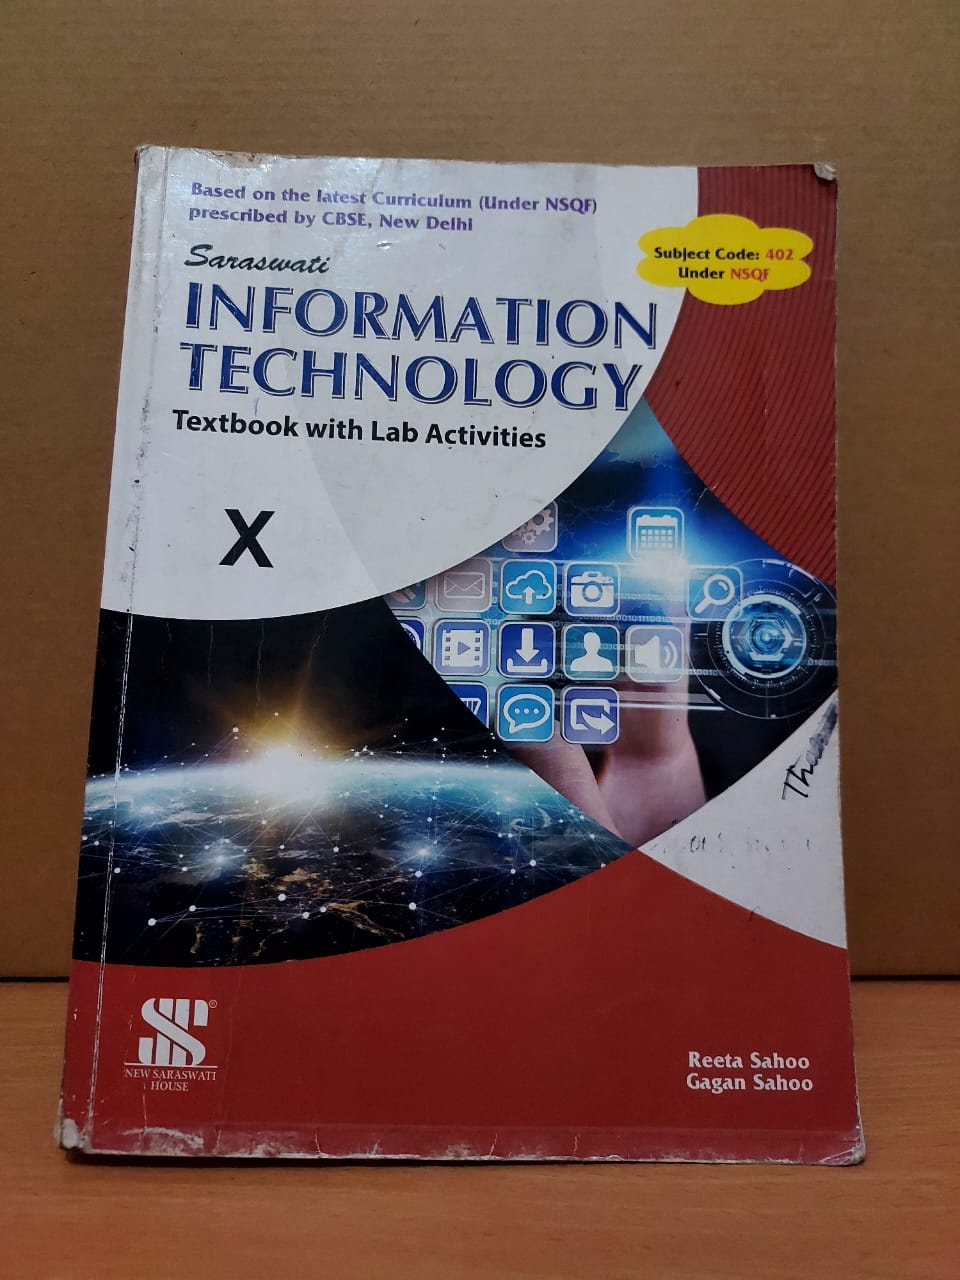 Based on the latest Curriculum (Under NSQF)
prescribed by CBSE, New Delhi
Subject Code: 402
Under NSQF
Saraswati
INFORMATION
TECHNOLOGY
Textbook with Lab Activities
X
®
NEW SARASWATI
HOUSE
Reeta Sahoo
Gagan Sahoo